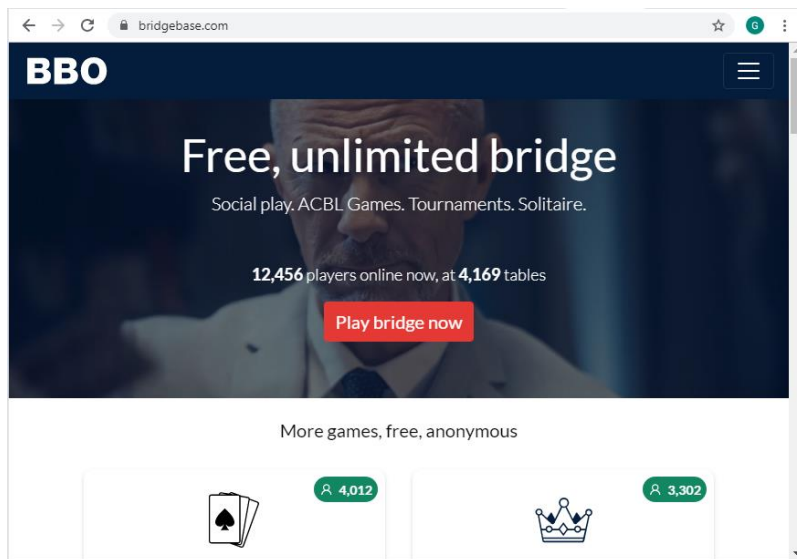 bridgebase.com
G
BBO
Free, unlimited bridge
Social play. ACBL Games. Tournaments. Solitaire.
12,456 players online now, at 4,169 tables
Play bridge now
More games, free, anonymous
4,012
3,302